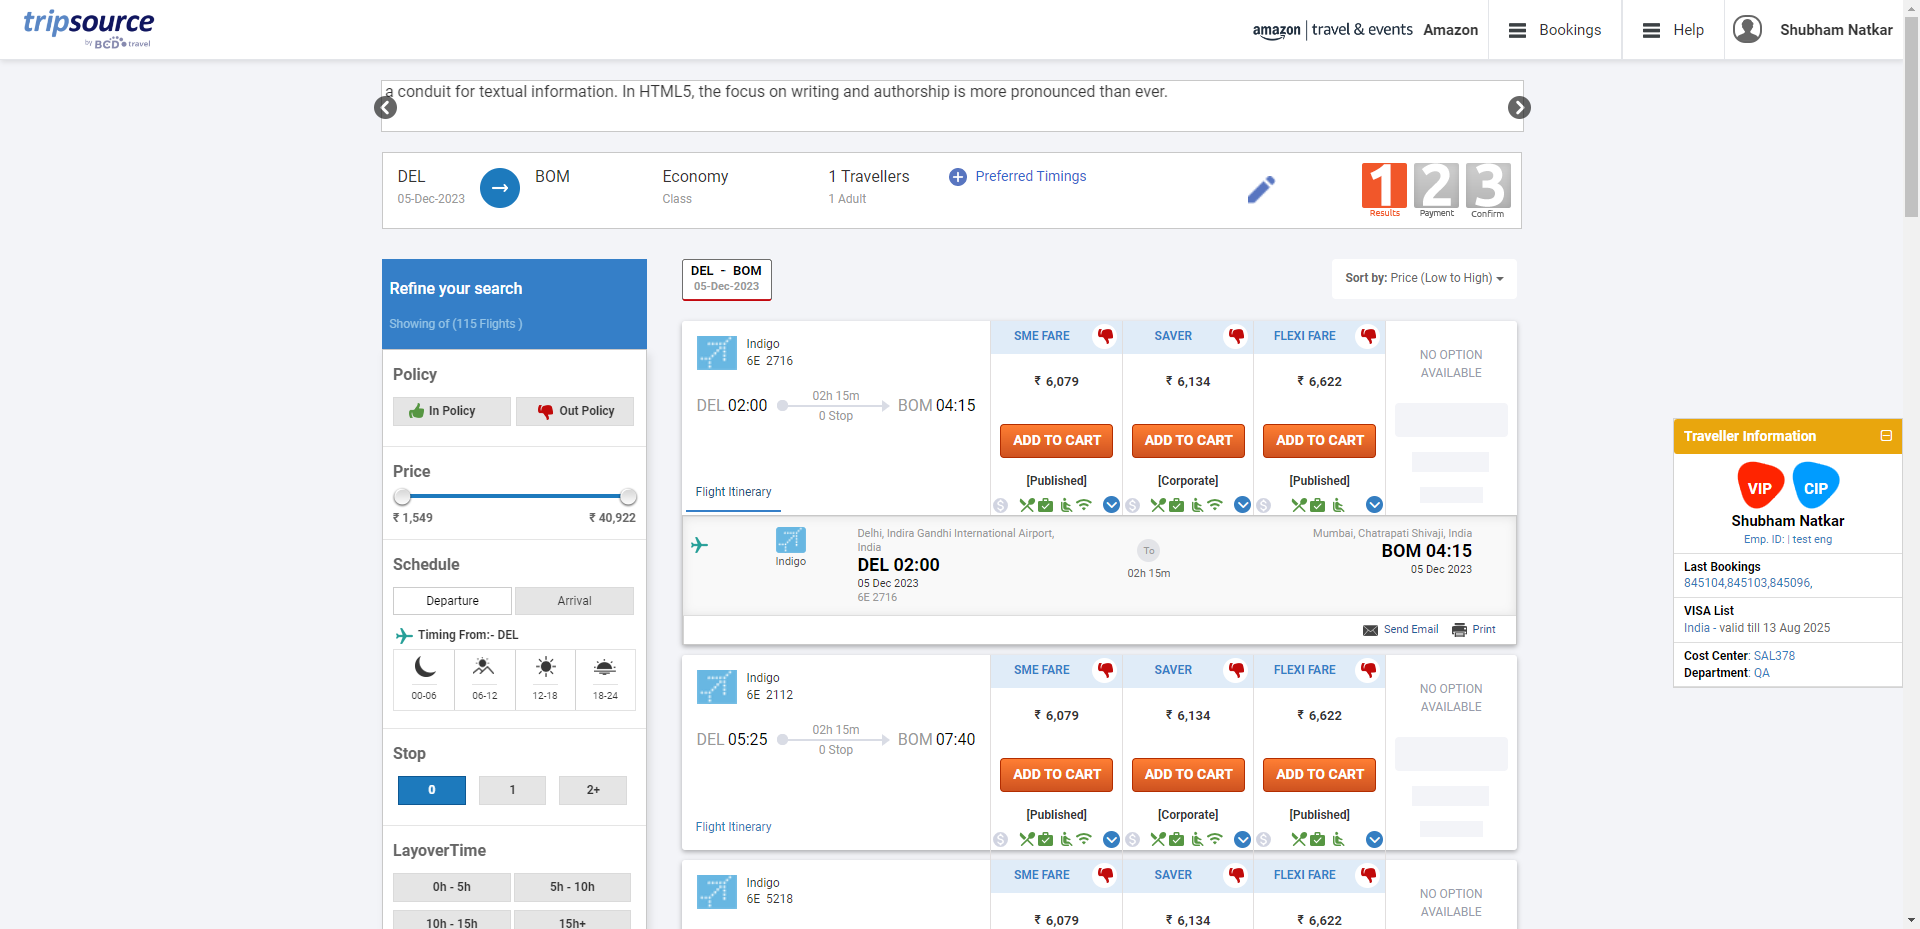 tripsource
by BCD travel
amazon | travel & events Amazon
Bookings
Help
Shubham Natkar
a conduit for textual information. In HTML5, the focus on writing and authorship is more pronounced than ever.
DEL
05-Dec-2023
BOM
Economy
Class
1 Travellers
1 Adult
Preferred Timings
1 2 3
Results Payment Confirm
Refine your search
Showing of (115 Flights )
Policy
In Policy Out Policy
Price
₹ 1,549 ₹ 40,922
Schedule
Departure Arrival
Timing From:- DEL
00-06 06-12 12-18 18-24
Stop
0 1 2+
LayoverTime
0h - 5h 5h - 10h
10h - 15h 15h+
DEL - BOM
05-Dec-2023
Sort by: Price (Low to High)
Indigo
6E 2716
DEL 02:00
02h 15m
0 Stop
BOM 04:15
Flight Itinerary
SME FARE SAVER FLEXI FARE
₹ 6,079 ₹ 6,134 ₹ 6,622
ADD TO CART ADD TO CART ADD TO CART
[Published] [Corporate] [Published]
NO OPTION
AVAILABLE
Indigo
Delhi, Indira Gandhi International Airport,
India
DEL 02:00
05 Dec 2023
6E 2716
To
02h 15m
Mumbai, Chatrapati Shivaji, India
BOM 04:15
05 Dec 2023
Send Email Print
Indigo
6E 2112
DEL 05:25
02h 15m
0 Stop
BOM 07:40
Flight Itinerary
SME FARE SAVER FLEXI FARE
₹ 6,079 ₹ 6,134 ₹ 6,622
ADD TO CART ADD TO CART ADD TO CART
[Published] [Corporate] [Published]
NO OPTION
AVAILABLE
Indigo
6E 5218
SME FARE SAVER FLEXI FARE
₹ 6,079 ₹ 6,134 ₹ 6,622
NO OPTION
AVAILABLE
Traveller Information
VIP CIP
Shubham Natkar
Emp. ID: | test eng
Last Bookings
845104,845103,845096,
VISA List
India - valid till 13 Aug 2025
Cost Center: SAL378
Department: QA